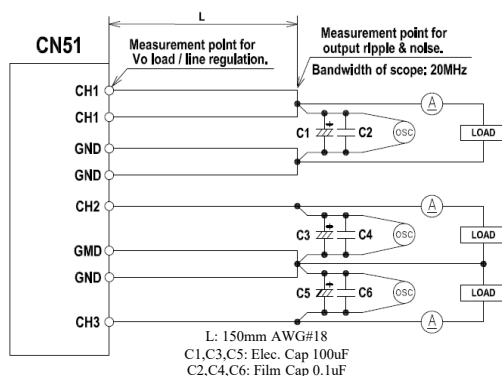 L
CN51
Measurement point for
Vo load / line regulation.
Measurement point for
output ripple & noise.
Bandwidth of scope: 20MHz
CH1
CH1
GND
GND
CH2
GMD
GND
CH3
C1
C2
OSC
A
LOAD
C3
C4
OSC
A
LOAD
C5
C6
OSC
A
LOAD
L: 150mm AWG#18
C1,C3,C5: Elec. Cap 100uF
C2,C4,C6: Film Cap 0.1uF